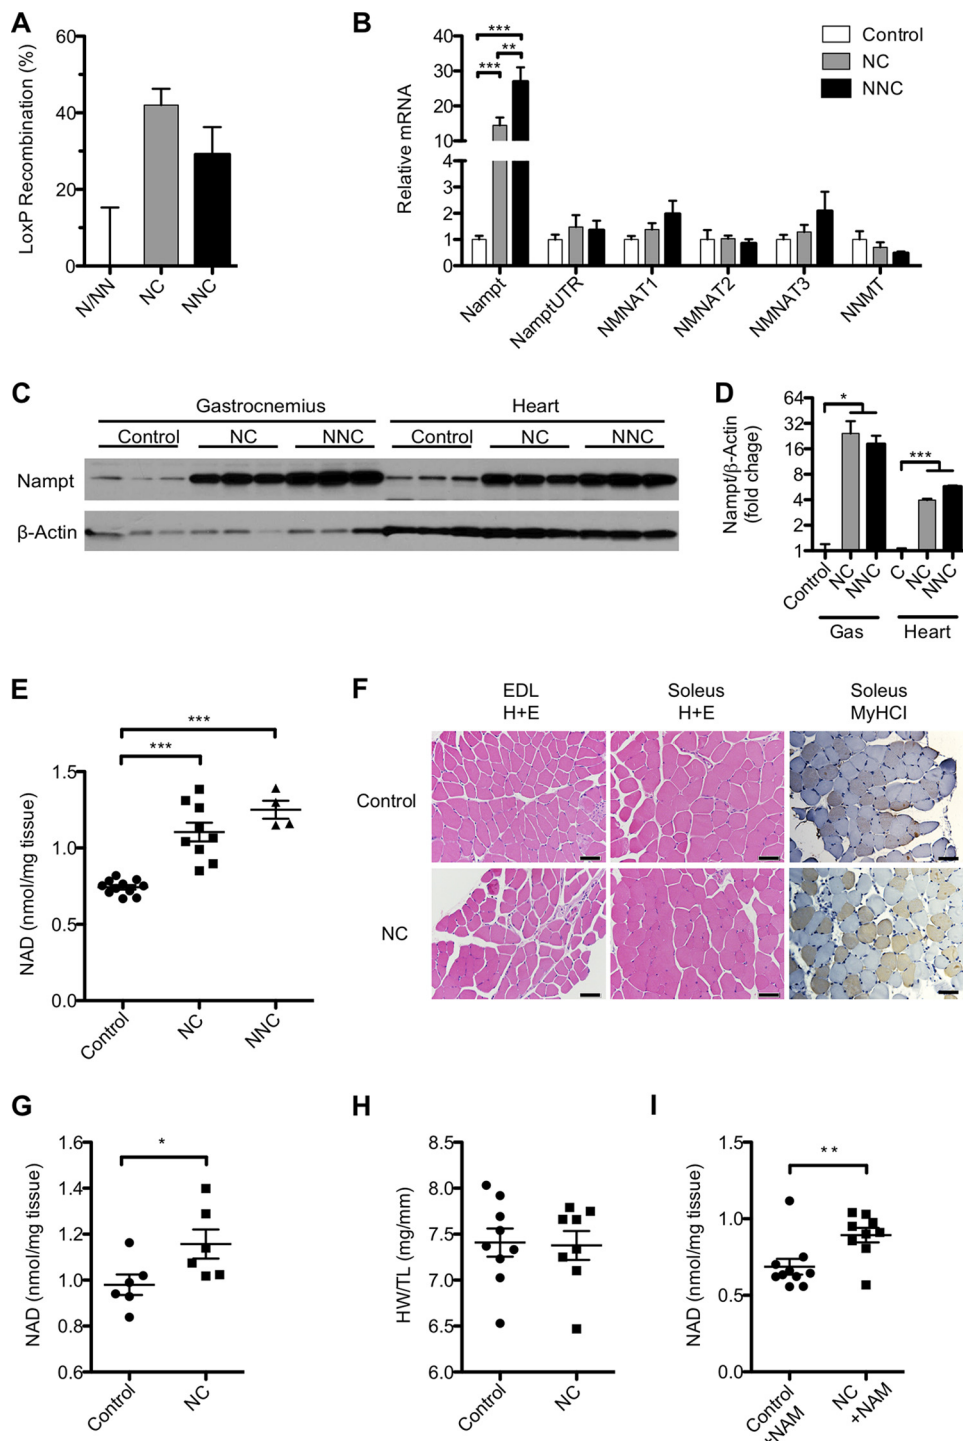 A
LoxP Recombination (%)
60
40
20
0
N/NN
NC
NNC
B
Relative mRNA
40
30
20
10
4
3
2
1
0
***
***
**
Control
NC
NNC
Nampt
NamptUTR
NMNAT1
NMNAT2
NMNAT3
NNMT
C
Gastrocnemius
Heart
Control
NC
NNC
Control
NC
NNC
Nampt
β-Actin
D
Nampt/β-Actin
(fold chage)
64
32
16
8
4
2
1
*
***
Control
NC
NNC
C
NC
NNC
Gas
Heart
E
NAD (nmol/mg tissue)
1.5
1.0
0.5
0.0
***
***
Control
NC
NNC
F
EDL
H+E
Soleus
H+E
Soleus
MyHCI
Control
NC
G
NAD (nmol/mg tissue)
1.6
1.4
1.2
1.0
0.8
0.6
*
Control
NC
H
HW/TL (mg/mm)
8.5
8.0
7.5
7.0
6.5
6.0
Control
NC
I
NAD (nmol/mg tissue)
1.5
1.0
0.5
0.0
**
Control
+NAM
NC
+NAM